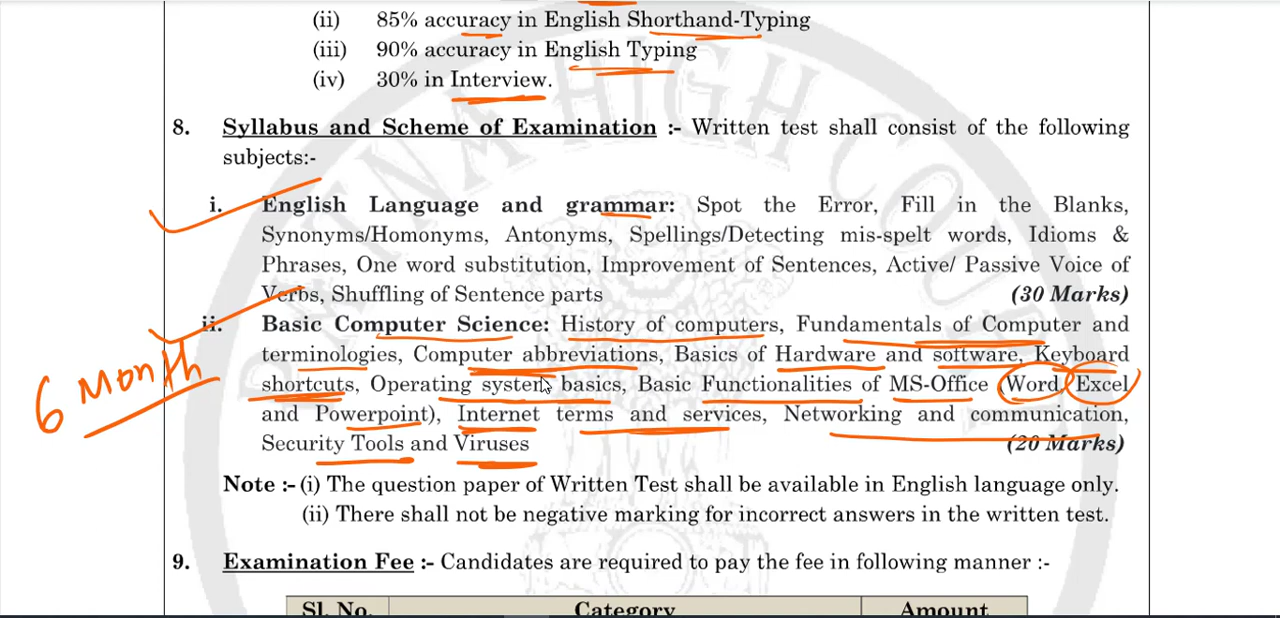 (ii) 85% accuracy in English Shorthand-Typing
(iii) 90% accuracy in English Typing
(iv) 30% in Interview.
8. Syllabus and Scheme of Examination :- Written test shall consist of the following
subjects:-
i. English Language and grammar: Spot the Error, Fill in the Blanks,
Synonyms/Homonyms, Antonyms, Spellings/Detecting mis-spelt words, Idioms &
Phrases, One word substitution, Improvement of Sentences, Active/ Passive Voice of
Verbs, Shuffling of Sentence parts (30 Marks)
ii. Basic Computer Science: History of computers, Fundamentals of Computer and
terminologies, Computer abbreviations, Basics of Hardware and software, Keyboard
shortcuts, Operating system basics, Basic Functionalities of MS-Office (Word, Excel
and Powerpoint), Internet terms and services, Networking and communication,
Security Tools and Viruses (20 Marks)
6 Month
Note :- (i) The question paper of Written Test shall be available in English language only.
(ii) There shall not be negative marking for incorrect answers in the written test.
9. Examination Fee :- Candidates are required to pay the fee in following manner :-
Sl. No. Category Amount
PATNA HIGH COU